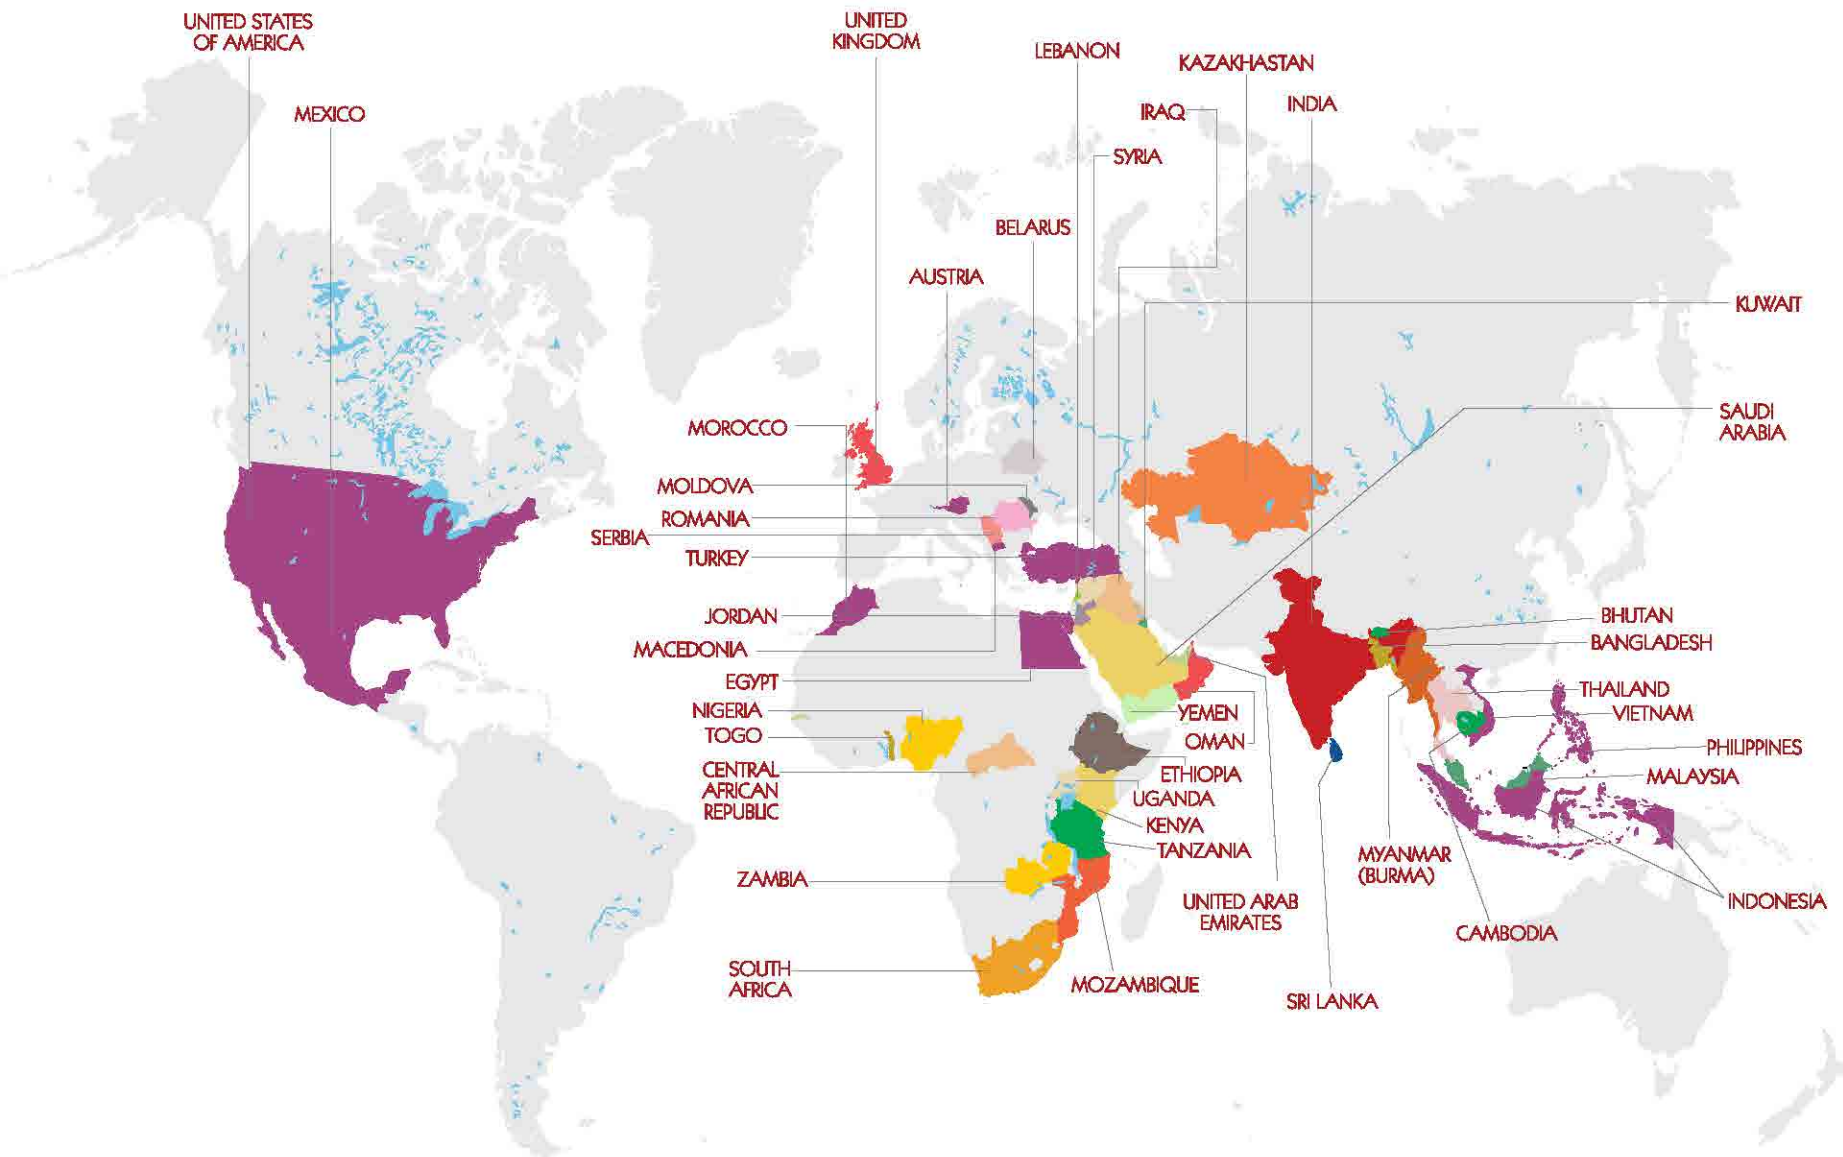 UNITED STATES
OF AMERICA
UNITED
KINGDOM
LEBANON
KAZAKHASTAN
MEXICO
IRAQ
INDIA
SYRIA
BELARUS
AUSTRIA
KUWAIT
SAUDI
ARABIA
MOROCCO
MOLDOVA
ROMANIA
SERBIA
TURKEY
JORDAN
MACEDONIA
EGYPT
NIGERIA
TOGO
CENTRAL
AFRICAN
REPUBLIC
ZAMBIA
SOUTH
AFRICA
YEMEN
OMAN
ETHIOPIA
UGANDA
KENYA
TANZANIA
UNITED ARAB
EMIRATES
MOZAMBIQUE
SRI LANKA
BHUTAN
BANGLADESH
THAILAND
VIETNAM
PHILIPPINES
MALAYSIA
MYANMAR
(BURMA)
INDONESIA
CAMBODIA